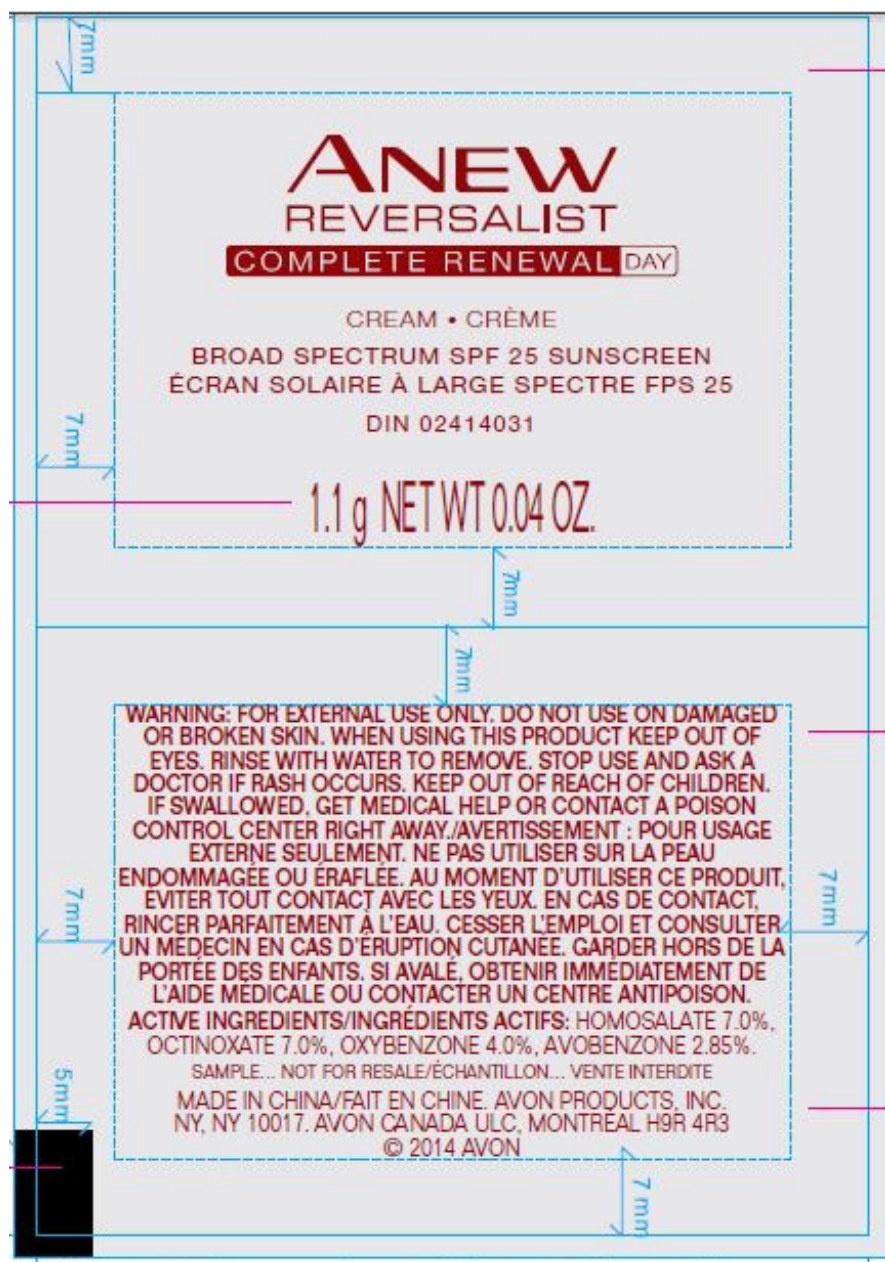 7mm
ANEW
REVERSALIST
COMPLETE RENEWAL DAY
CREAM • CRÈME
BROAD SPECTRUM SPF 25 SUNSCREEN
ÉCRAN SOLAIRE À LARGE SPECTRE FPS 25
DIN 02414031
7mm
1.1 g NET WT 0.04 OZ.
7mm
7mm
WARNING: FOR EXTERNAL USE ONLY. DO NOT USE ON DAMAGED
OR BROKEN SKIN. WHEN USING THIS PRODUCT KEEP OUT OF
EYES. RINSE WITH WATER TO REMOVE. STOP USE AND ASK A
DOCTOR IF RASH OCCURS. KEEP OUT OF REACH OF CHILDREN.
IF SWALLOWED, GET MEDICAL HELP OR CONTACT A POISON
CONTROL CENTER RIGHT AWAY./AVERTISSEMENT : POUR USAGE
EXTERNE SEULEMENT. NE PAS UTILISER SUR LA PEAU
ENDOMMAGÉE OU ÉRAFLÉE. AU MOMENT D'UTILISER CE PRODUIT,
ÉVITER TOUT CONTACT AVEC LES YEUX. EN CAS DE CONTACT,
RINCER PARFAITEMENT À L'EAU. CESSER L'EMPLOI ET CONSULTER
UN MÉDECIN EN CAS D'ÉRUPTION CUTANÉE. GARDER HORS DE LA
PORTÉE DES ENFANTS. SI AVALÉ, OBTENIR IMMÉDIATEMENT DE
L'AIDE MÉDICALE OU CONTACTER UN CENTRE ANTIPOISON.
7mm
7mm
ACTIVE INGREDIENTS/INGRÉDIENTS ACTIFS: HOMOSALATE 7.0%,
OCTINOXATE 7.0%, OXYBENZONE 4.0%, AVOBENZONE 2.85%.
SAMPLE... NOT FOR RESALE/ÉCHANTILLON... VENTE INTERDITE
MADE IN CHINA/FAIT EN CHINE. AVON PRODUCTS, INC.
NY, NY 10017. AVON CANADA ULC, MONTRÉAL H9R 4R3
© 2014 AVON
5mm
7 mm